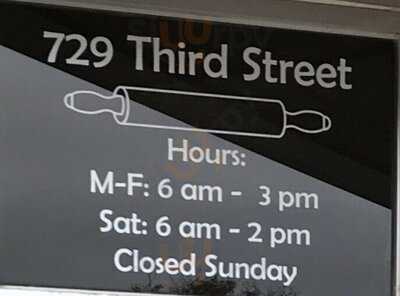 729 Third Street
Hours:
M-F: 6 am - 3 pm
Sat: 6 am - 2 pm
Closed Sunday